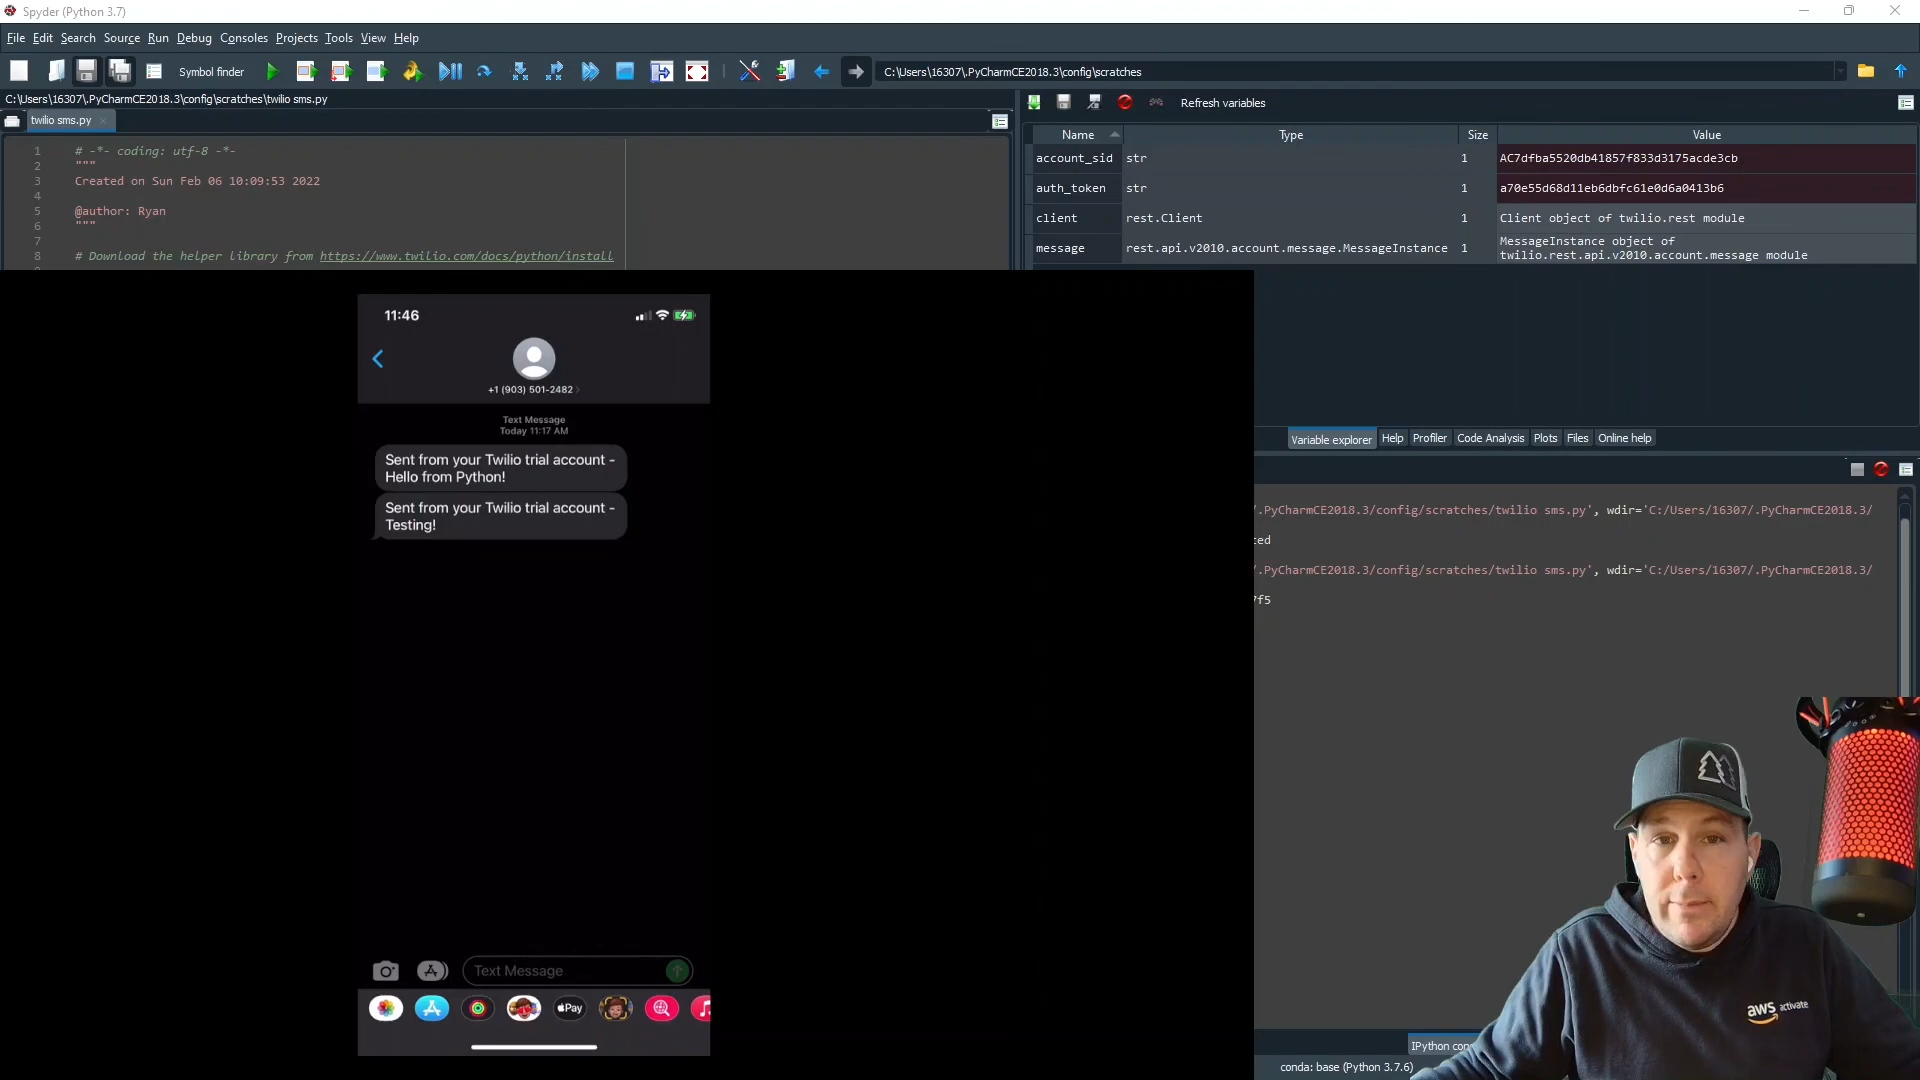 Spyder (Python 3.7)
File Edit Search Source Run Debug Consoles Projects Tools View Help
Symbol finder
C:\Users\16307\.PyCharmCE2018.3\config\scratches
C:\Users\16307\.PyCharmCE2018.3\config\scratches\twilio sms.py
twilio sms.py
1 # -*- coding: utf-8 -*-
2 """
3 Created on Sun Feb 06 10:09:53 2022
4
5 @author: Ryan
6 """
7
8 # Download the helper library from https://www.twilio.com/docs/python/install
Refresh variables
Name Type Size Value
account_sid str 1 AC7dfba5520db41857f833d3175acde3cb
auth_token str 1 a70e55d68d11eb6dbfc61e0d6a0413b6
client rest.Client 1 Client object of twilio.rest module
message rest.api.v2010.account.message.MessageInstance 1 MessageInstance object of
twilio.rest.api.v2010.account.message module
Variable explorer Help Profiler Code Analysis Plots Files Online help
11:46
+1 (903) 501-2482
Text Message
Today 11:17 AM
Sent from your Twilio trial account -
Hello from Python!
Sent from your Twilio trial account -
Testing!
Text Message
Pay
.PyCharmCE2018.3/config/scratches/twilio sms.py', wdir='C:/Users/16307/.PyCharmCE2018.3/
ted
.PyCharmCE2018.3/config/scratches/twilio sms.py', wdir='C:/Users/16307/.PyCharmCE2018.3/
7f5
aws activate
IPython con
conda: base (Python 3.7.6)